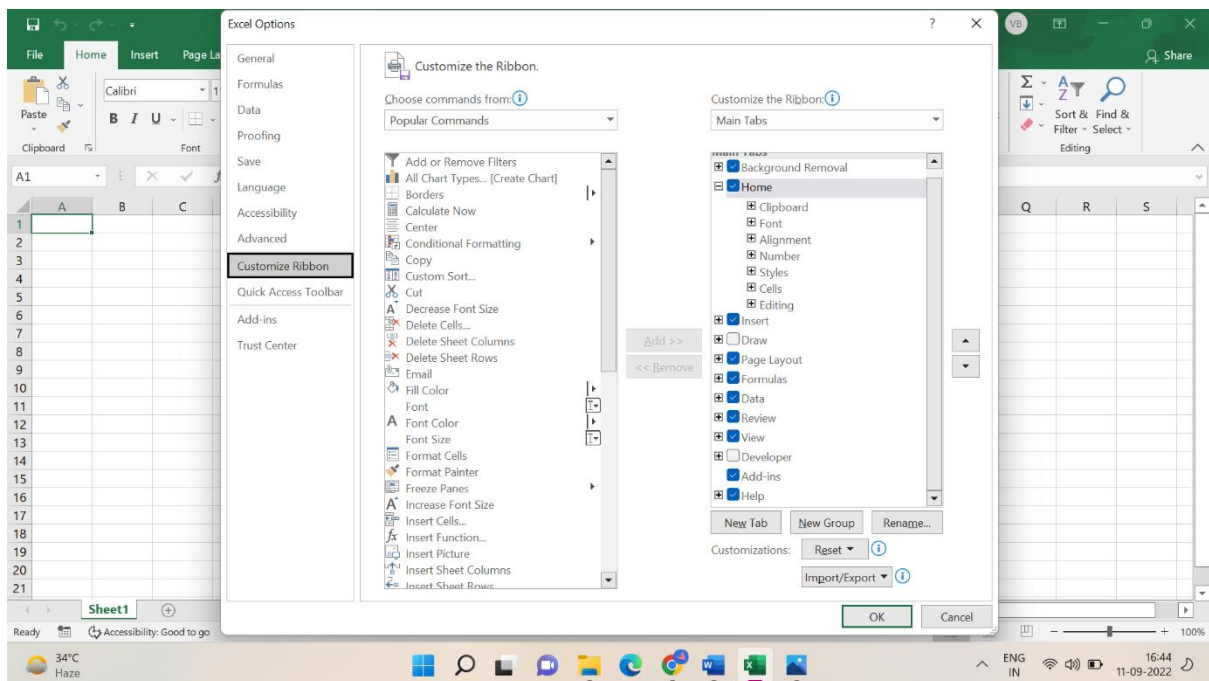 Excel Options
?
VB
File Home Insert Page La
Share
Calibri
1
Paste
B I U
Clipboard
Font
Σ
A
Z
Sort & Find &
Filter Select
Editing
A1
A B C
Q R S
1
2
3
4
5
6
7
8
9
10
11
12
13
14
15
16
17
18
19
20
21
General
Formulas
Data
Proofing
Save
Language
Accessibility
Advanced
Customize Ribbon
Quick Access Toolbar
Add-ins
Trust Center
Customize the Ribbon.
Choose commands from:
Popular Commands
Add or Remove Filters
All Chart Types... [Create Chart]
Borders
Calculate Now
Center
Conditional Formatting
Copy
Custom Sort...
Cut
Decrease Font Size
Delete Cells...
Delete Sheet Columns
Delete Sheet Rows
Email
Fill Color
Font
Font Color
Font Size
Format Cells
Format Painter
Freeze Panes
Increase Font Size
Insert Cells...
fx Insert Function...
Insert Picture
Insert Sheet Columns
Insert Sheet Rows
Add >>
<< Remove
Customize the Ribbon:
Main Tabs
Main Tabs
Background Removal
Home
Clipboard
Font
Alignment
Number
Styles
Cells
Editing
Insert
Draw
Page Layout
Formulas
Data
Review
View
Developer
Add-ins
Help
New Tab New Group Rename...
Customizations: Reset
Import/Export
OK Cancel
Sheet1
Ready Accessibility: Good to go
100%
34°C
Haze
ENG
IN
16:44
11-09-2022